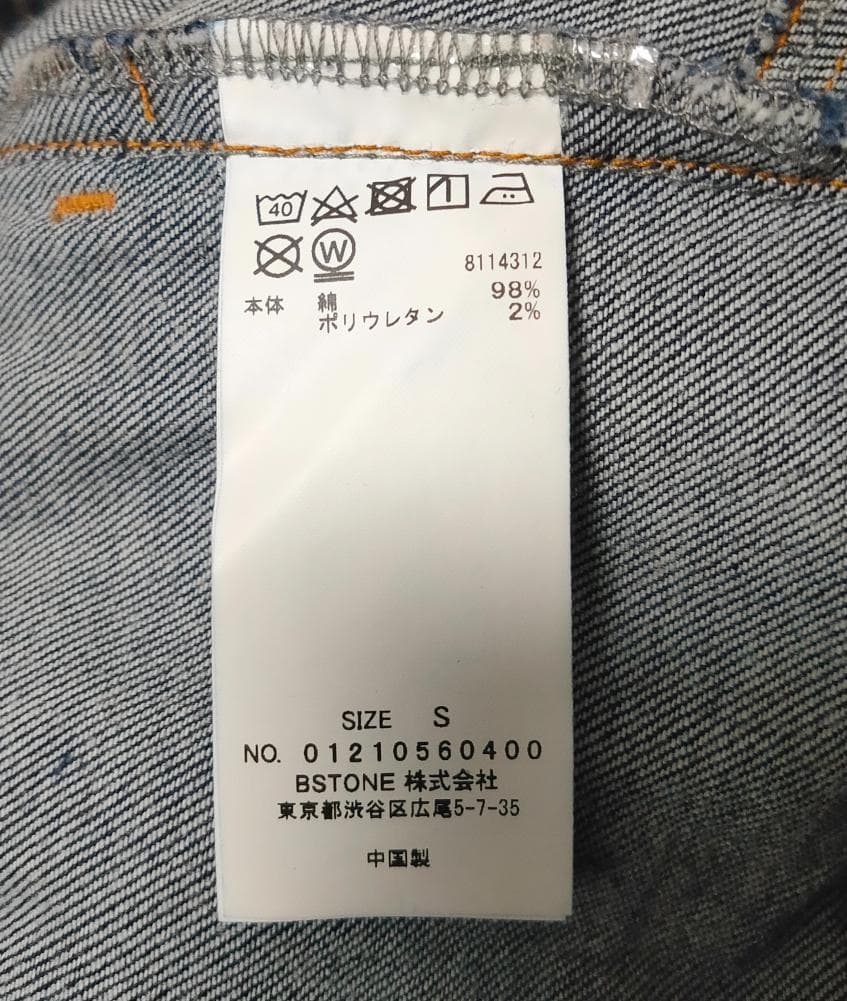 40
W
8114312
本体 綿 98%
ポリウレタン 2%
SIZE S
NO. 01210560400
BSTONE 株式会社
東京都渋谷区広尾5-7-35
中国製